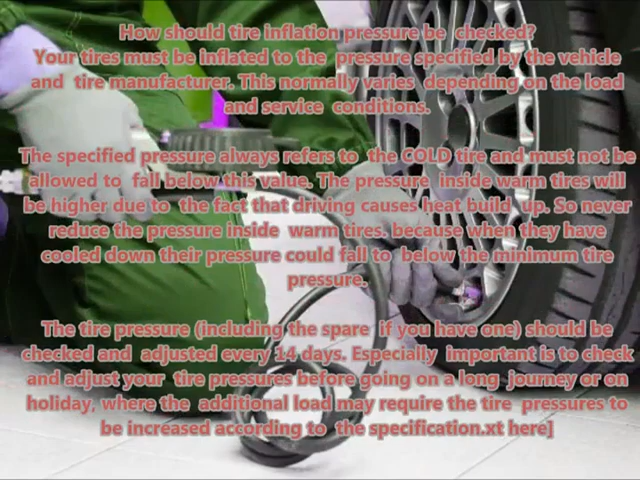 How should tire inflation pressure be checked?
Your tires must be inflated to the pressure specified by the vehicle
and tire manufacturer. This normally varies depending on the load
and service conditions.
The specified pressure always refers to the COLD tire and must not be
allowed to fall below this value. The pressure inside warm tires will
be higher due to the fact that driving causes heat build up. So never
reduce the pressure inside warm tires. because when they have
cooled down their pressure could fall to below the minimum tire
pressure.
The tire pressure (including the spare if you have one) should be
checked and adjusted every 14 days. Especially important is to check
and adjust your tire pressures before going on a long journey or on
holiday, where the additional load may require the tire pressures to
be increased according to the specification.xt here]